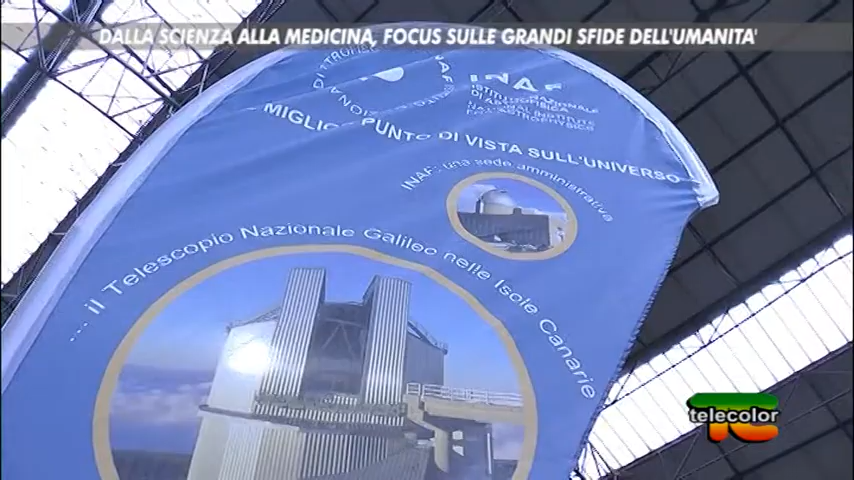 DALLA SCIENZA ALLA MEDICINA, FOCUS SULLE GRANDI SFIDE DELL'UMANITA'
INAF
ISTITUTO NAZIONALE
DI ASTROFISICA
NATIONAL INSTITUTE
FOR ASTROPHYSICS
MIGLIO PUNTO DI VISTA SULL'UNIVERSO
INAF: una sede amministrativa
.... il Telescopio Nazionale Galileo nelle Isole Canarie
telecolor